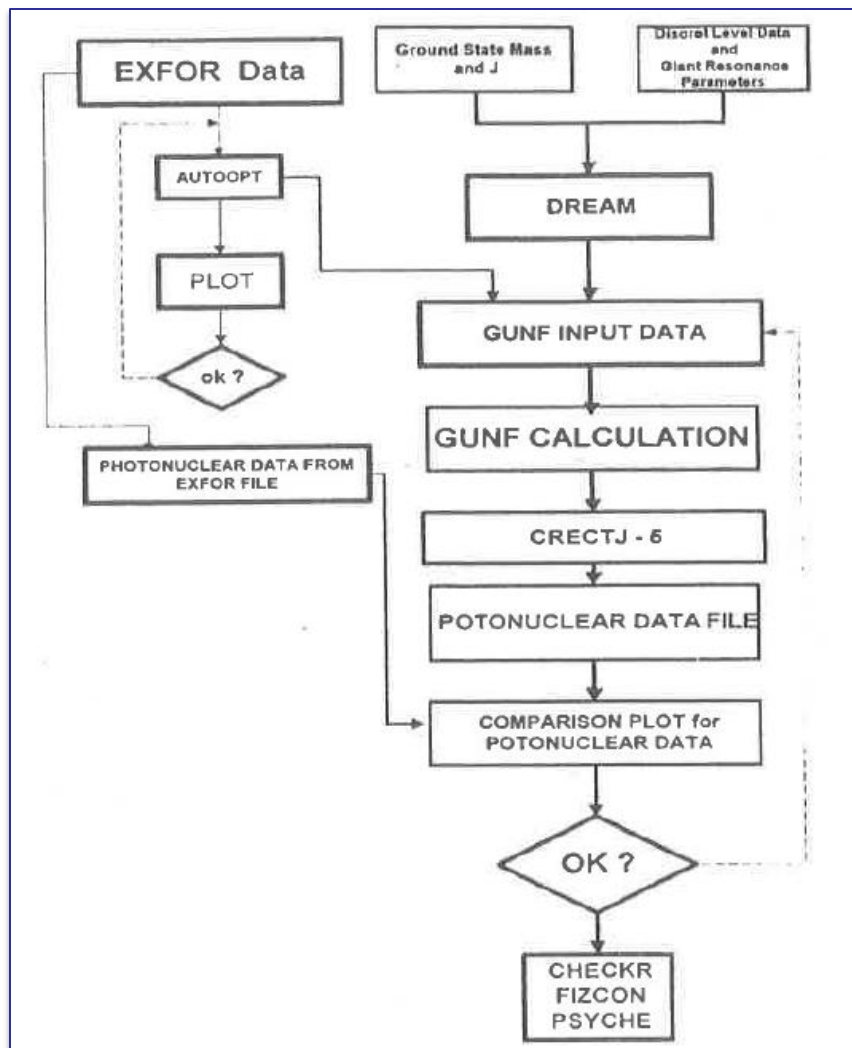 EXFOR Data
Ground State Mass
and J
Discret Level Data
and
Giant Resonance
Parameters
AUTOOPT
DREAM
PLOT
GUNF INPUT DATA
ok ?
GUNF CALCULATION
PHOTONUCLEAR DATA FROM
EXFOR FILE
CRECTJ - 5
POTONUCLEAR DATA FILE
COMPARISON PLOT for
POTONUCLEAR DATA
OK ?
CHECKR
FIZCON
PSYCHE